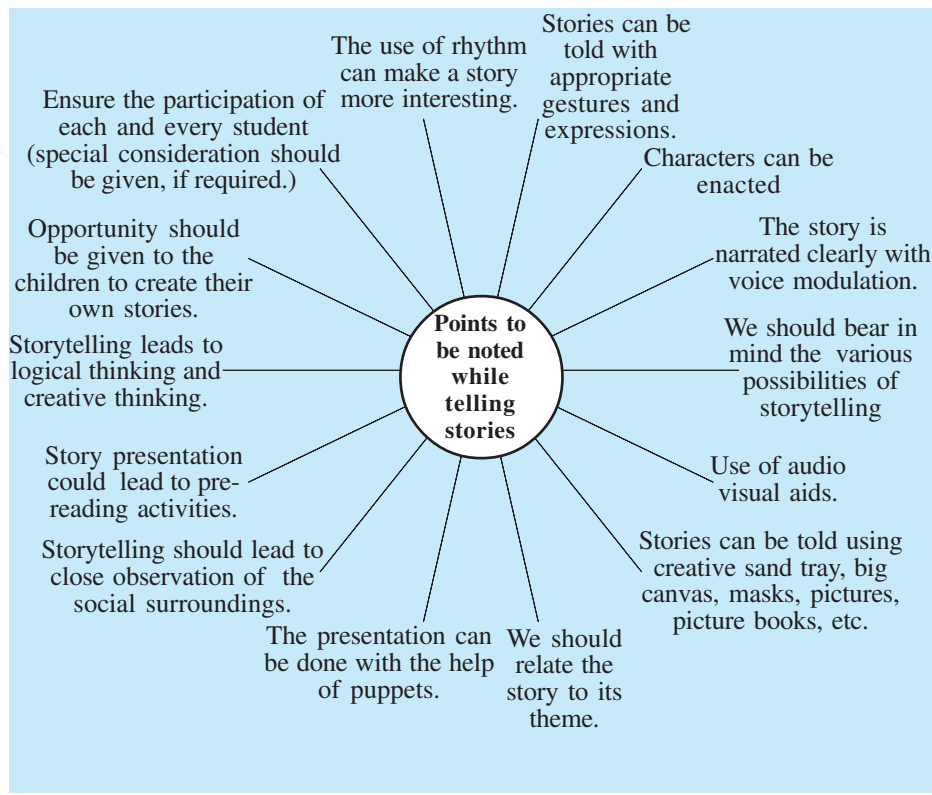 Points to
be noted
while
telling
stories
The use of rhythm
can make a story
more interesting.
Stories can be
told with
appropriate
gestures and
expressions.
Characters can be
enacted
The story is
narrated clearly with
voice modulation.
We should bear in
mind the various
possibilities of
storytelling
Use of audio
visual aids.
Stories can be told using
creative sand tray, big
canvas, masks, pictures,
picture books, etc.
We should
relate the
story to its
theme.
The presentation can
be done with the help
of puppets.
Storytelling should lead to
close observation of the
social surroundings.
Story presentation
could lead to pre-
reading activities.
Storytelling leads to
logical thinking and
creative thinking.
Opportunity should
be given to the
children to create their
own stories.
Ensure the participation of
each and every student
(special consideration should
be given, if required.)